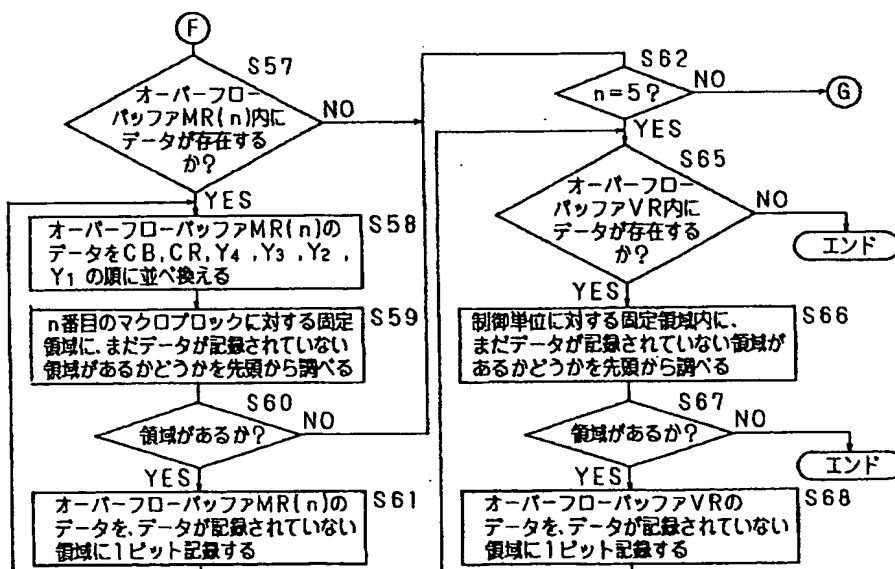 F
S57
オーバーフロー
バッファMR(n)内に
データが存在する
か?
NO
YES
オーバーフローバッファMR(n)の
データをCB,CR,Y4,Y3,Y2,
Y1の順に並べ換える
S58
n番目のマクロブロックに対する固定
領域に、まだデータが記録されていない
領域があるかどうかを先頭から調べる
S59
S60
領域があるか?
NO
YES
オーバーフローバッファMR(n)の
データを、データが記録されていない
領域に1ビット記録する
S61
S62
n=5?
NO
G
YES
S65
オーバーフロー
バッファVR内に
データが存在する
か?
NO
エンド
YES
制御単位に対する固定領域内に、
まだデータが記録されていない領域が
あるかどうかを先頭から調べる
S66
S67
領域があるか?
NO
エンド
YES
オーバーフローバッファVRの
データを、データが記録されていない
領域に1ビット記録する
S68